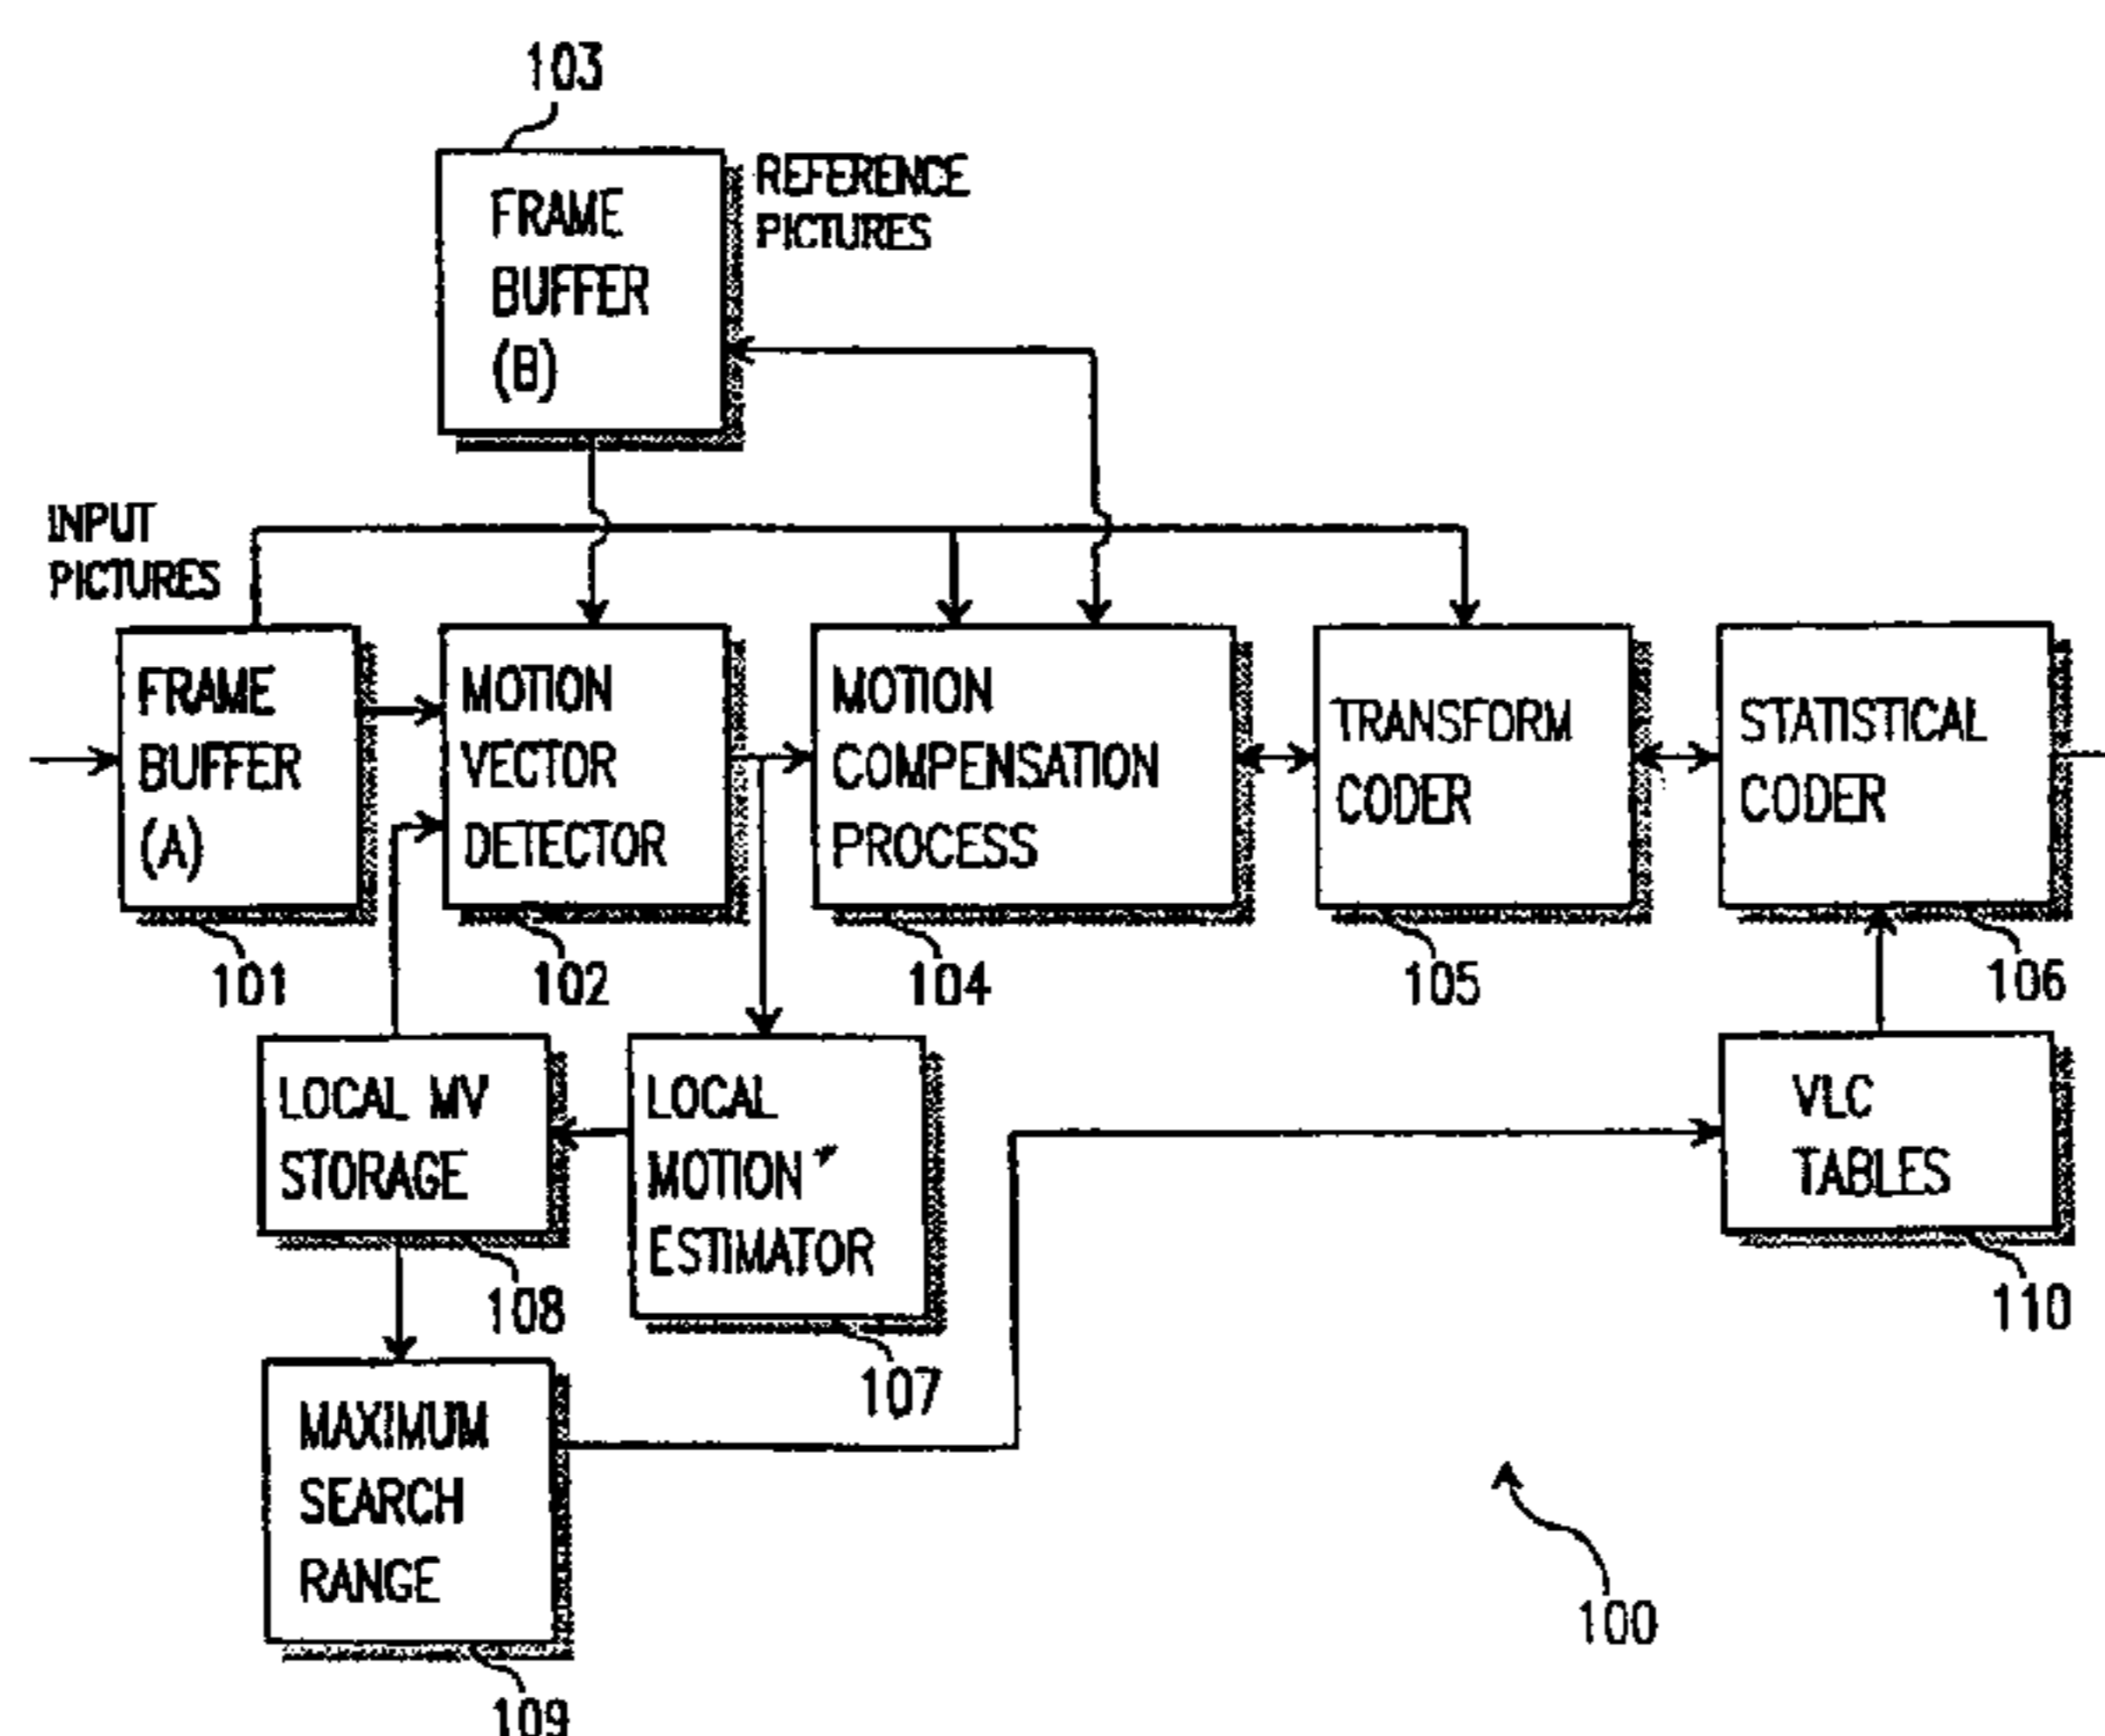 103
FRAME
BUFFER
(B)
REFERENCE
PICTURES
INPUT
PICTURES
FRAME
BUFFER
(A)
101
MOTION
VECTOR
DETECTOR
102
MOTION
COMPENSATION
PROCESS
104
TRANSFORM
CODER
105
STATISTICAL
CODER
106
LOCAL MV
STORAGE
108
LOCAL
MOTION
ESTIMATOR
107
VLC
TABLES
110
MAXIMUM
SEARCH
RANGE
109
100